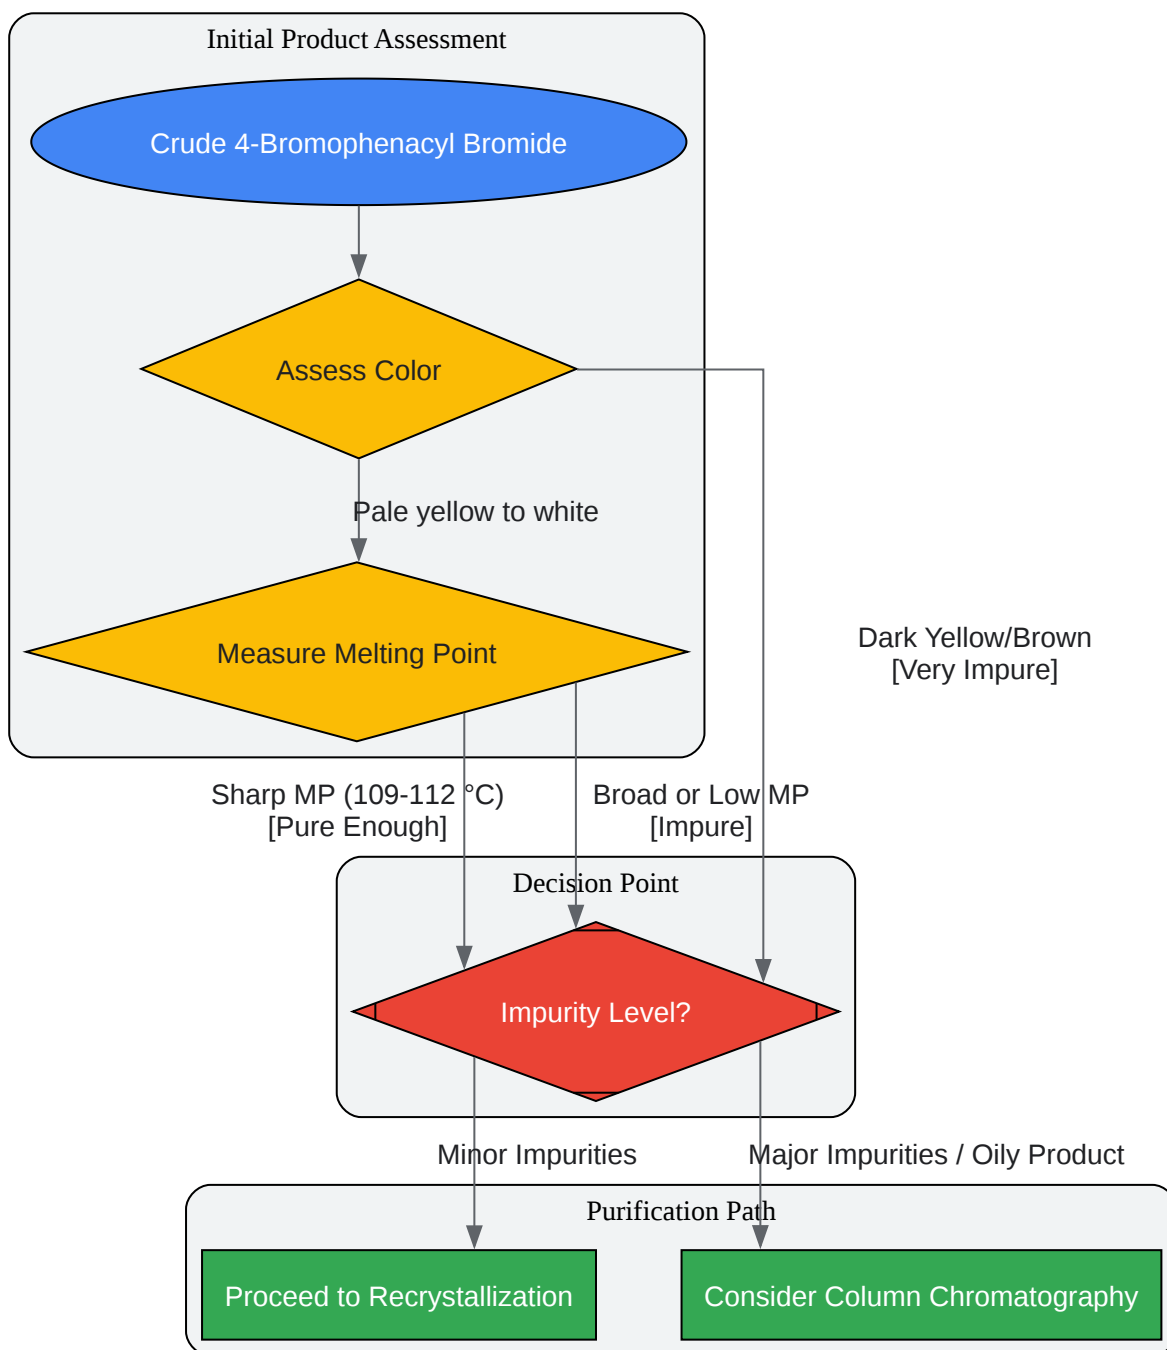 Initial Product Assessment
Crude 4-Bromophenacyl Bromide
Assess Color
Pale yellow to white
Measure Melting Point
Dark Yellow/Brown
[Very Impure]
Sharp MP (109-112 °C)
[Pure Enough]
Broad or Low MP
[Impure]
Decision Point
Impurity Level?
Minor Impurities
Major Impurities / Oily Product
Purification Path
Proceed to Recrystallization
Consider Column Chromatography